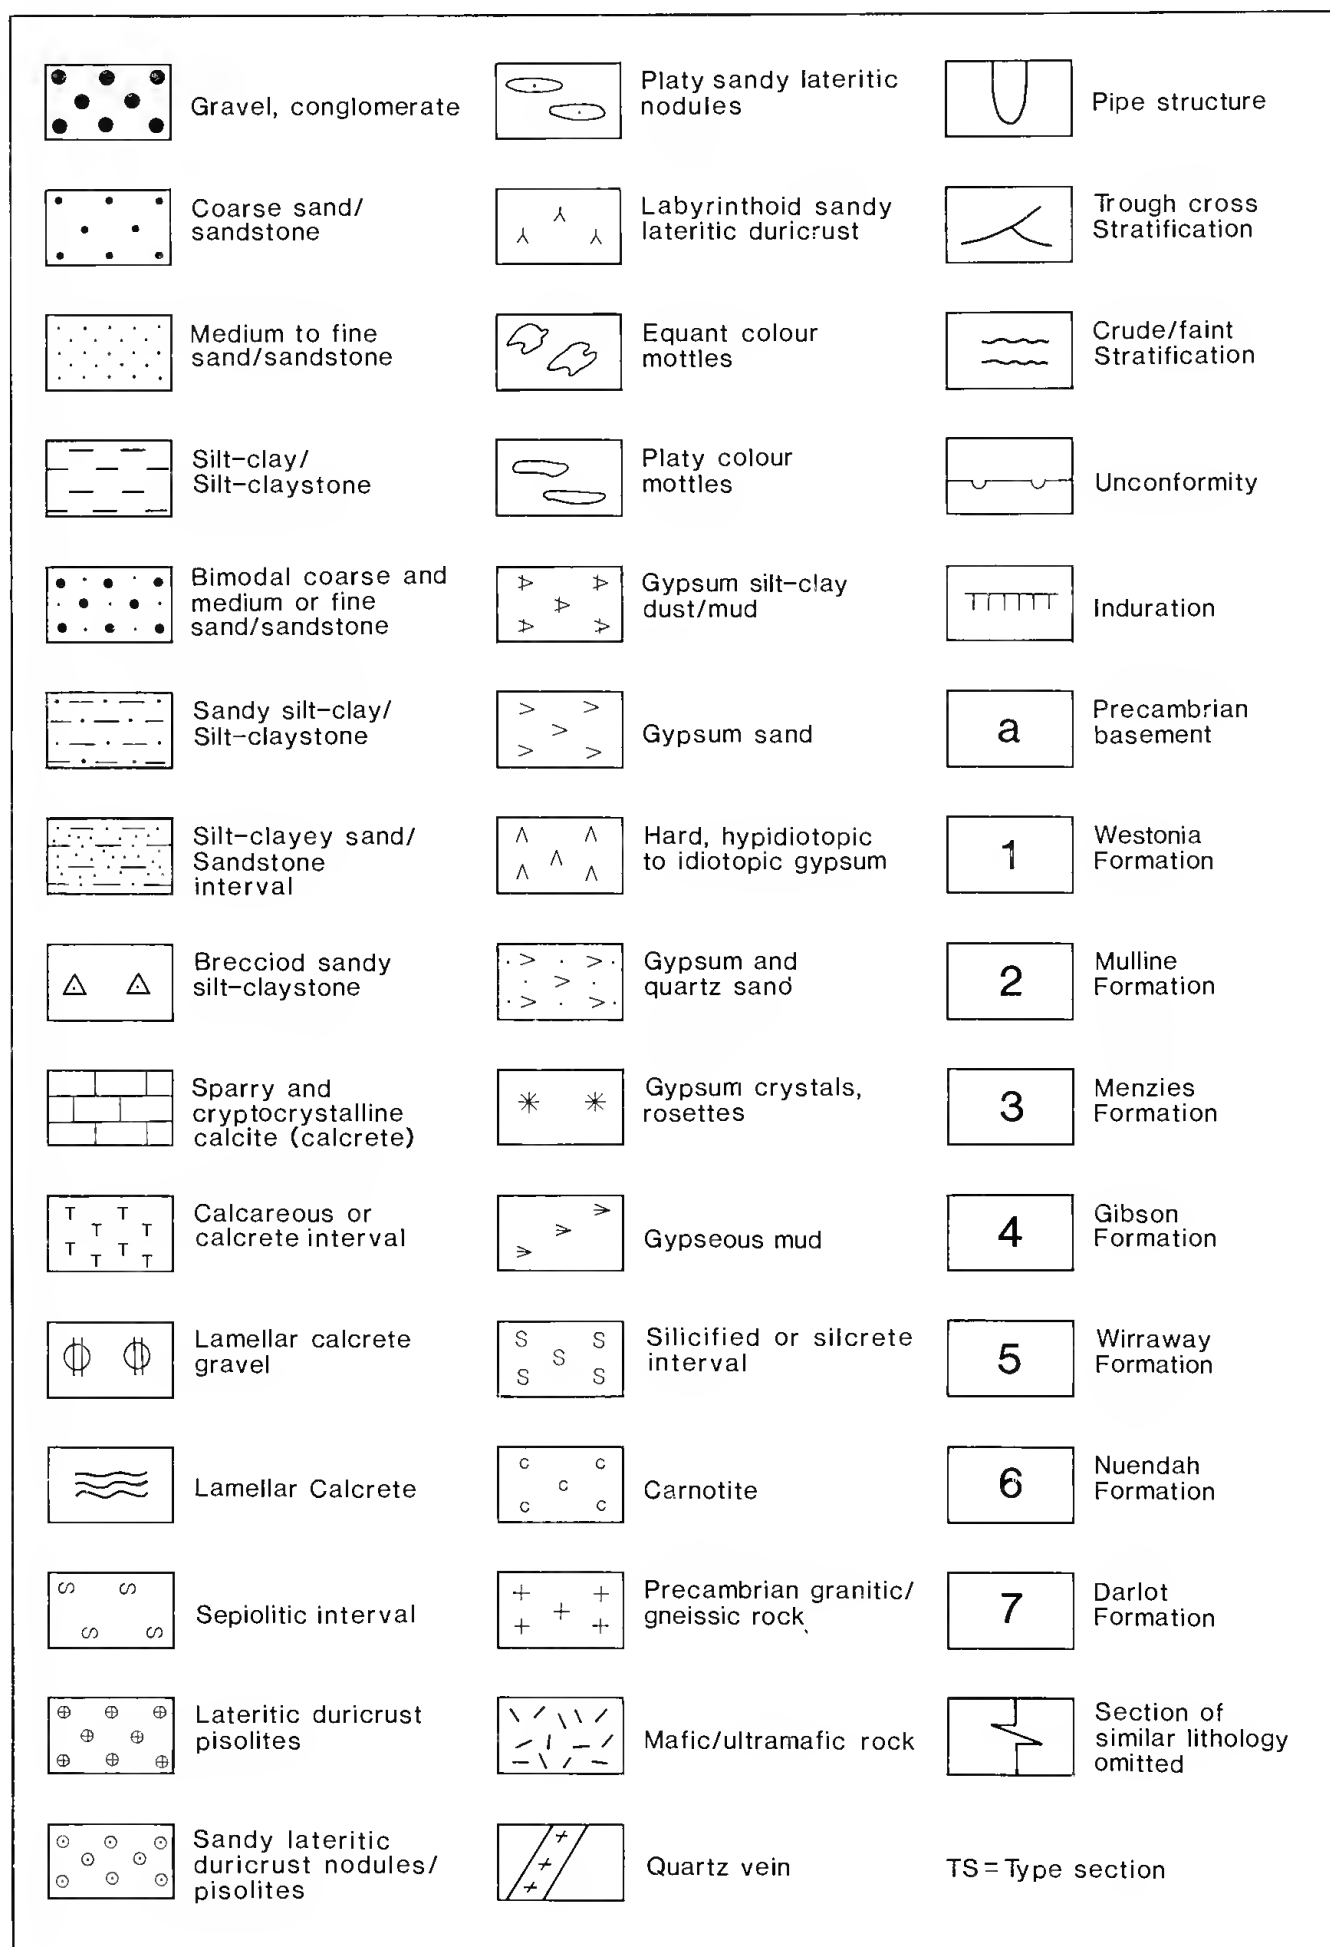 Gravel, conglomerate
Coarse sand/
sandstone
Medium to fine
sand/sandstone
Silt-clay/
Silt-claystone
Bimodal coarse and
medium or fine
sand/sandstone
Sandy silt-clay/
Silt-claystone
Silt-clayey sand/
Sandstone
interval
Brecciod sandy
silt-claystone
Sparry and
cryptocrystalline
calcite (calcrete)
T T
T T
T T
T T
Calcareous or
calcrete interval
Lamellar calcrete
gravel
Lamellar Calcrete
Sepiolitic interval
Lateritic duricrust
pisolites
Sandy lateritic
duricrust nodules/
pisolites
Platy sandy lateritic
nodules
Labyrinthoid sandy
lateritic duricrust
Equant colour
mottles
Platy colour
mottles
Gypsum silt-clay
dust/mud
Gypsum sand
Hard, hypidiotopic
to idiotopic gypsum
Gypsum and
quartz sand
Gypsum crystals,
rosettes
Gypseous mud
S S
S
S S
Silicified or silcrete
interval
c c
c
c c
Carnotite
Precambrian granitic/
gneissic rock
Mafic/ultramafic rock
Quartz vein
Pipe structure
Trough cross
Stratification
Crude/faint
Stratification
Unconformity
Induration
a
Precambrian
basement
1
Westonia
Formation
2
Mulline
Formation
3
Menzies
Formation
4
Gibson
Formation
5
Wirraway
Formation
6
Nuendah
Formation
7
Darlot
Formation
Section of
similar lithology
omitted
TS = Type section